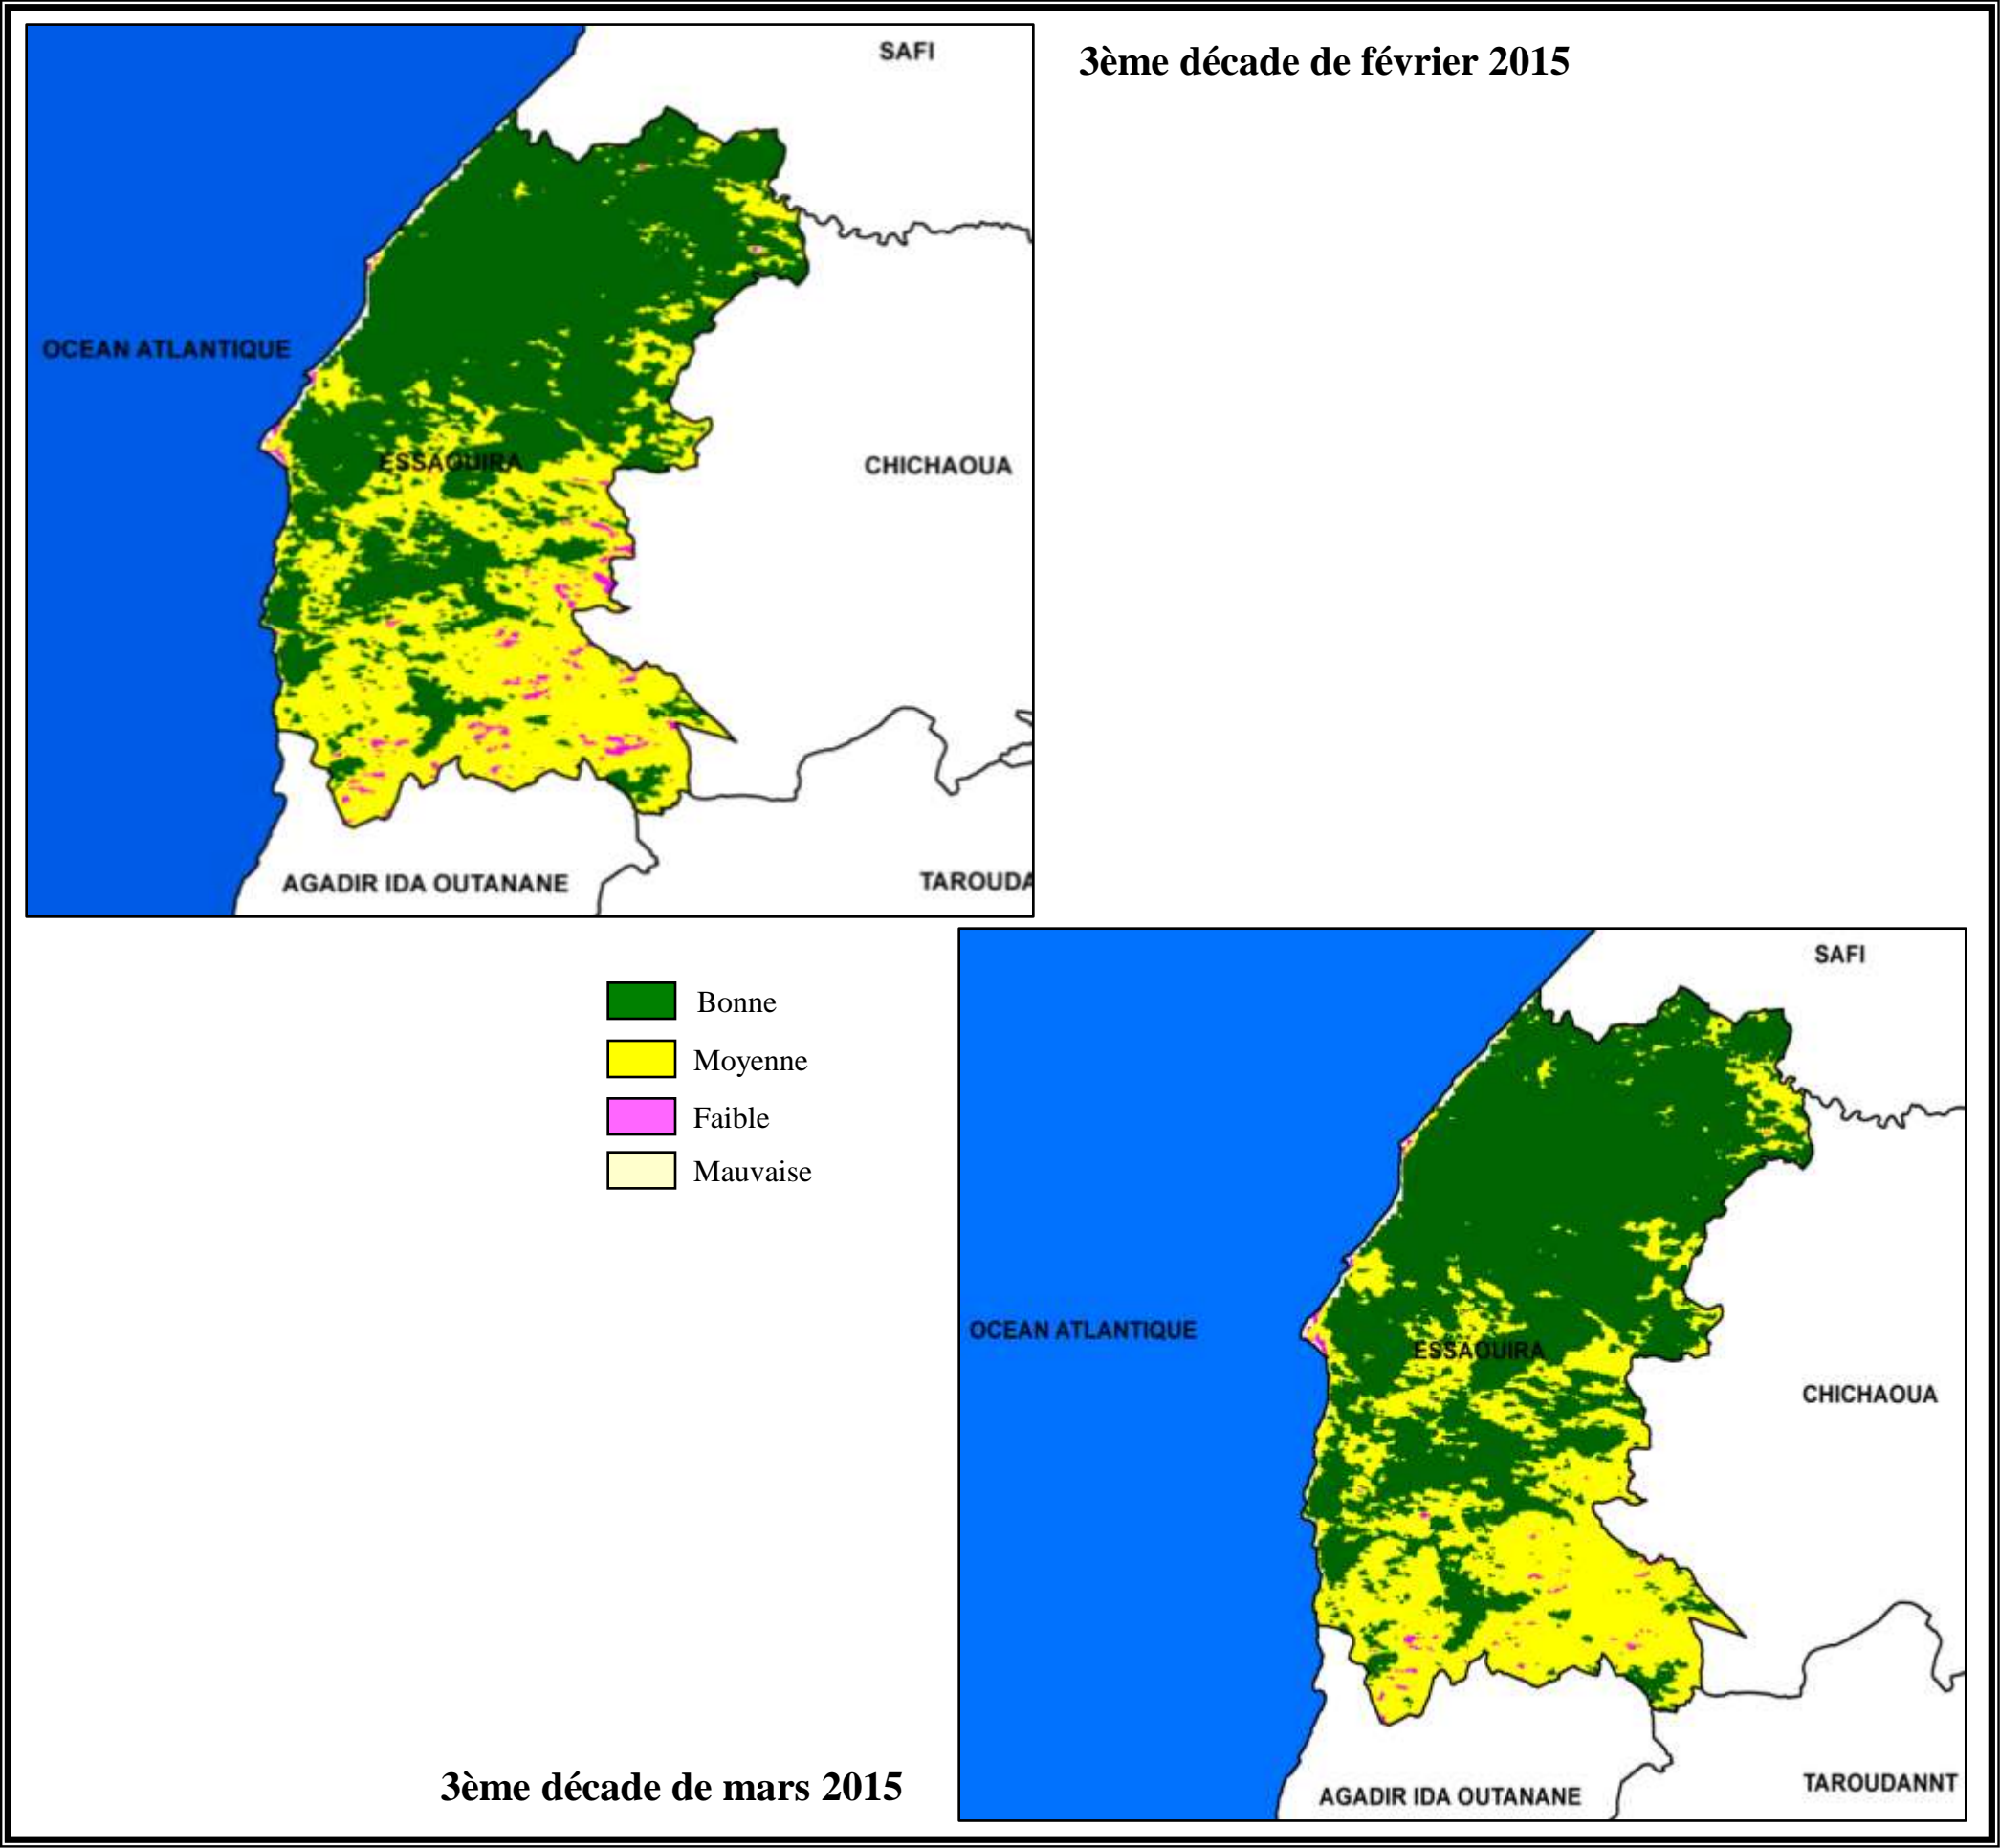 3ème décade de février 2015
SAFI
OCEAN ATLANTIQUE
ESSAOUIRA
CHICHAOUA
AGADIR IDA OUTANANE
TAROUDA
Bonne
Moyenne
Faible
Mauvaise
SAFI
OCEAN ATLANTIQUE
ESSAOUIRA
CHICHAOUA
AGADIR IDA OUTANANE
TAROUDANNT
3ème décade de mars 2015